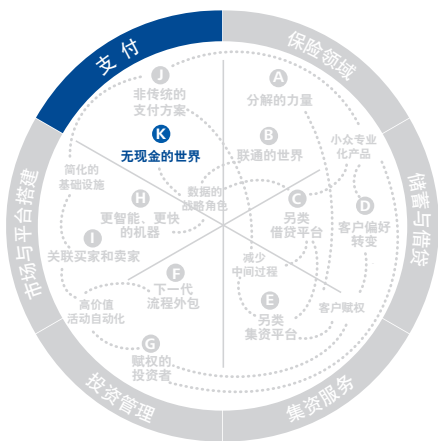 支付
保险领域
J
非传统的
支付方案
A
分解的力量
K
无现金的世界
B
联通的世界
小众专业
化产品
简化的
基础设施
数据的
战略角色
储蓄与借贷
H
更智能、更快
的机器
C
另类
借贷平台
D
客户偏好
转变
市场与平台搭建
I
关联买家和卖家
减少
中间过程
F
下一代
流程外包
E
另类
集资平台
高价值
活动自动化
客户赋权
G
赋权的
投资者
投资管理
集资服务